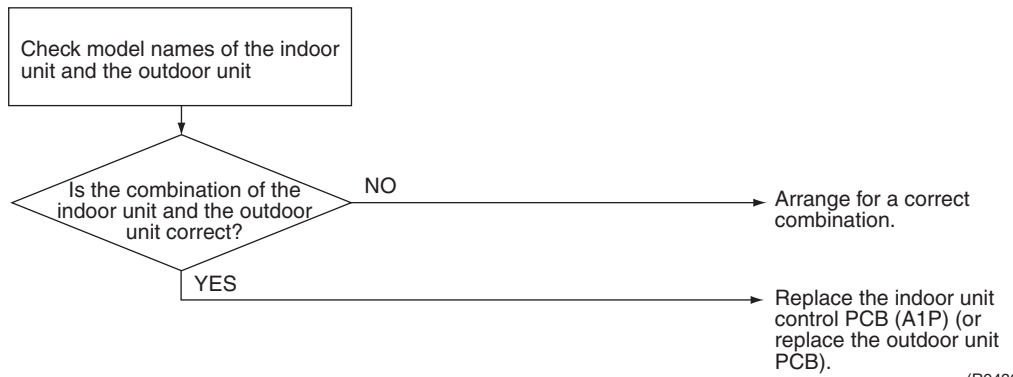 Check model names of the indoor
unit and the outdoor unit
Is the combination of the
indoor unit and the outdoor
unit correct?
NO
Arrange for a correct
combination.
YES
Replace the indoor unit
control PCB (A1P) (or
replace the outdoor unit
PCB).